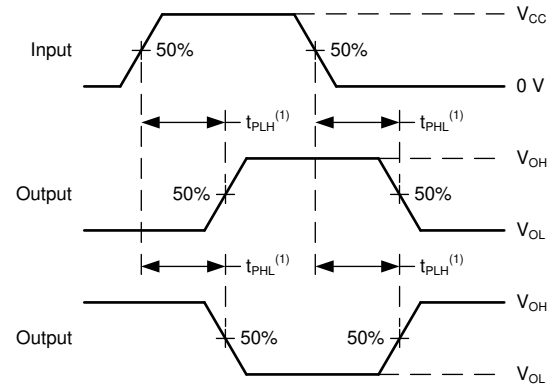 V_CC
Input
50%
50%
0 V
t_PLH^(1)
t_PHL^(1)
V_OH
Output
50%
50%
V_OL
t_PHL^(1)
t_PLH^(1)
V_OH
Output
50%
50%
V_OL